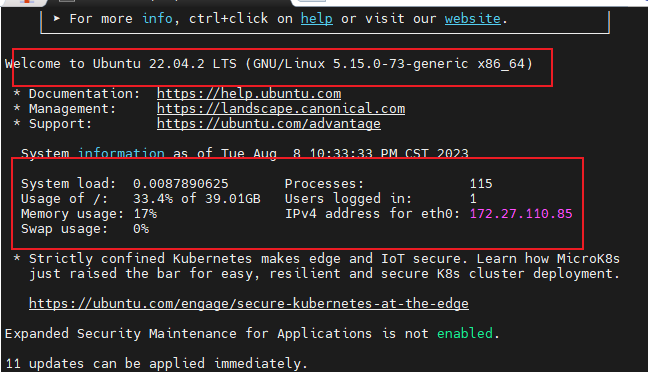 ➤ For more info, ctrl+click on help or visit our website.
Welcome to Ubuntu 22.04.2 LTS (GNU/Linux 5.15.0-73-generic x86_64)
* Documentation: https://help.ubuntu.com
* Management: https://landscape.canonical.com
* Support: https://ubuntu.com/advantage
System information as of Tue Aug 8 10:33:33 PM CST 2023
System load: 0.0087890625 Processes: 115
Usage of /: 33.4% of 39.01GB Users logged in: 1
Memory usage: 17% IPv4 address for eth0: 172.27.110.85
Swap usage: 0%
* Strictly confined Kubernetes makes edge and IoT secure. Learn how MicroK8s
just raised the bar for easy, resilient and secure K8s cluster deployment.
https://ubuntu.com/engage/secure-kubernetes-at-the-edge
Expanded Security Maintenance for Applications is not enabled.
11 updates can be applied immediately.